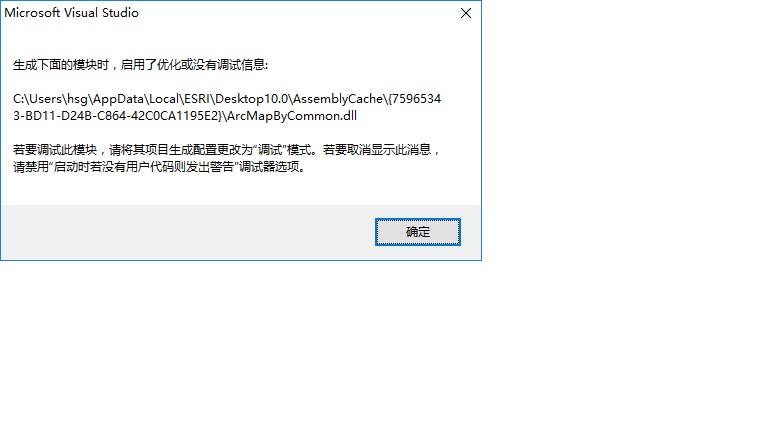 Microsoft Visual Studio
生成下面的模块时，启用了优化或没有调试信息:
C:\Users\hsg\AppData\Local\ESRI\Desktop10.0\AssemblyCache\{7596534
3-BD11-D24B-C864-42C0CA1195E2}\ArcMapByCommon.dll
若要调试此模块，请将其项目生成配置更改为“调试”模式。若要取消显示此消息，
请禁用“启动时若没有用户代码则发出警告”调试器选项。
确定